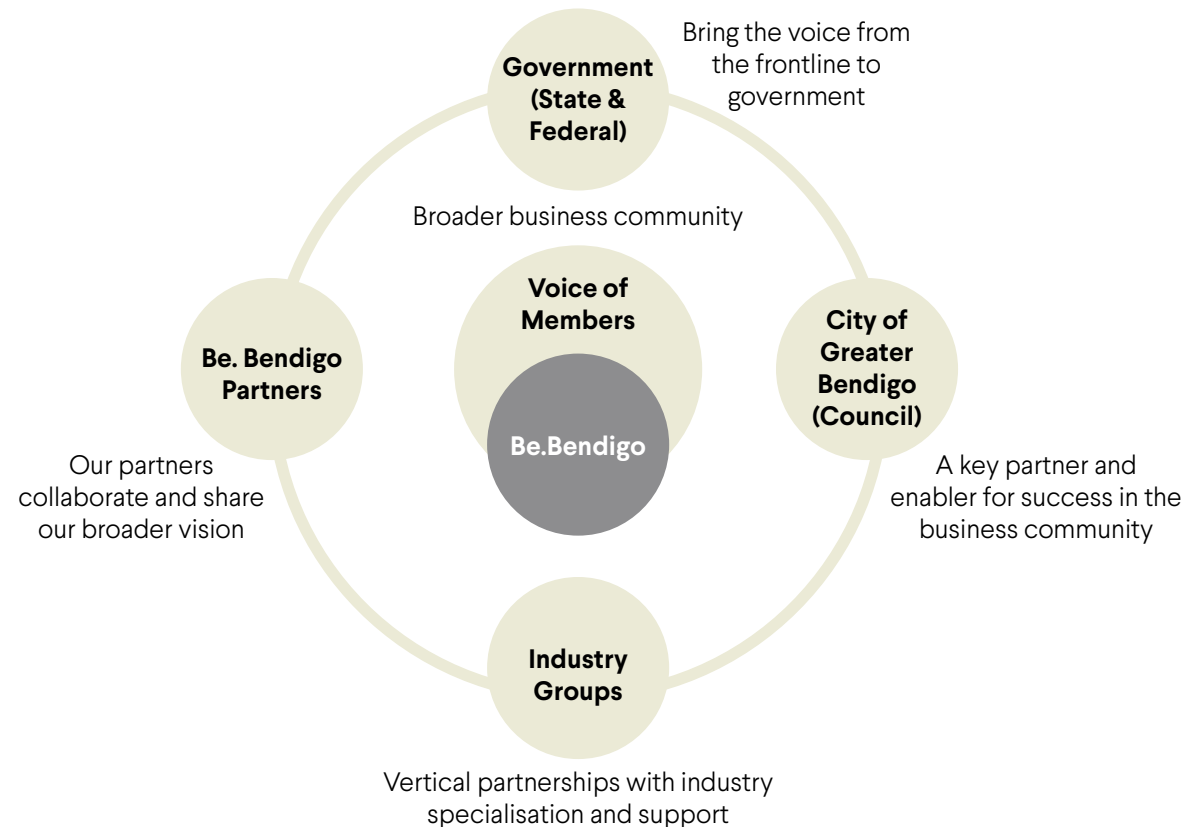 Government
(State &
Federal)
Bring the voice from
the frontline to
government
Broader business community
Voice of
Members
Be.Bendigo
Be. Bendigo
Partners
Our partners
collaborate and share
our broader vision
City of
Greater
Bendigo
(Council)
A key partner and
enabler for success in the
business community
Industry
Groups
Vertical partnerships with industry
specialisation and support